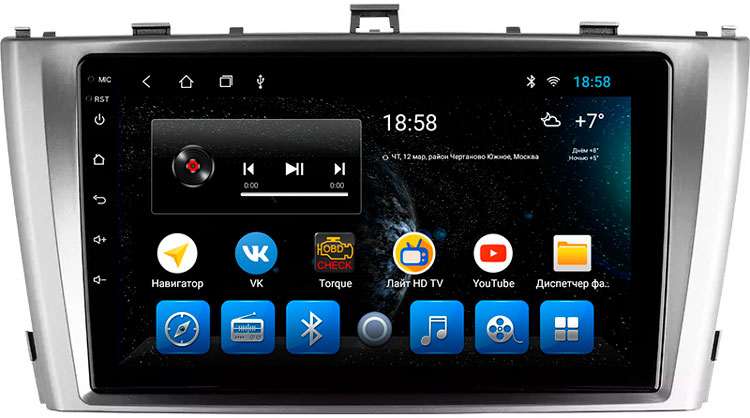 MIC
18:58
RST
18:58
+7°
ЧТ, 12 мар, район Чертаново Южное, Москва
Днём +8°
Ночью +5°
0:00
0:00
OBD
CHECK
Навигатор
VK
Torque
Лайт HD TV
YouTube
Диспетчер фа..